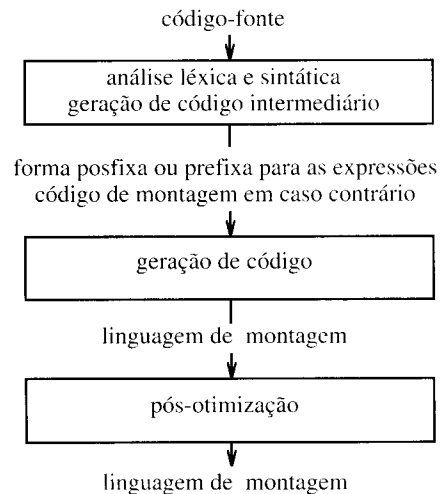 código-fonte
análise léxica e sintática
geração de código intermediário
forma posfixa ou prefixa para as expressões
código de montagem em caso contrário
geração de código
linguagem de montagem
pós-otimização
linguagem de montagem